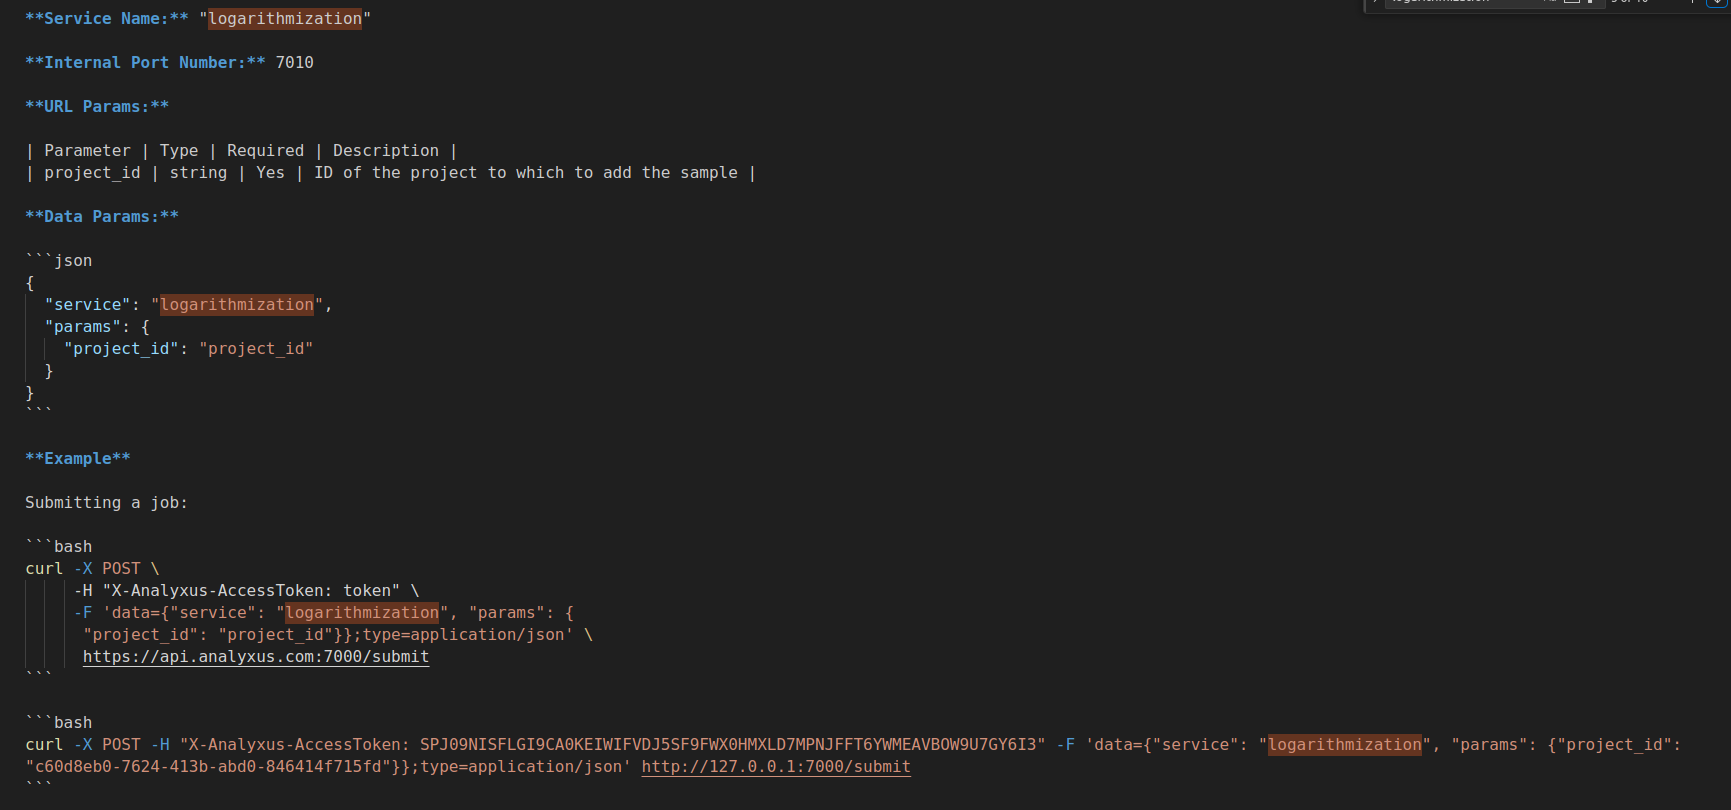 **Service Name:** "logarithmization"
**Internal Port Number:** 7010
**URL Params:**
| Parameter | Type | Required | Description |
| project_id | string | Yes | ID of the project to which to add the sample |
**Data Params:**
```json
{
  "service": "logarithmization",
  "params": {
    "project_id": "project_id"
  }
}
```
**Example**
Submitting a job:
```bash
curl -X POST \
     -H "X-Analyxus-AccessToken: token" \
     -F 'data={"service": "logarithmization", "params": {
      "project_id": "project_id"}};type=application/json' \
      https://api.analyxus.com:7000/submit
```
```bash
curl -X POST -H "X-Analyxus-AccessToken: SPJ09NISFLGI9CA0KEIWIFVDJ5SF9FWX0HMXLD7MPNJFFT6YWMEAVBOW9U7GY6I3" -F 'data={"service": "logarithmization", "params": {"project_id":
"c60d8eb0-7624-413b-abd0-846414f715fd"}};type=application/json' http://127.0.0.1:7000/submit
```